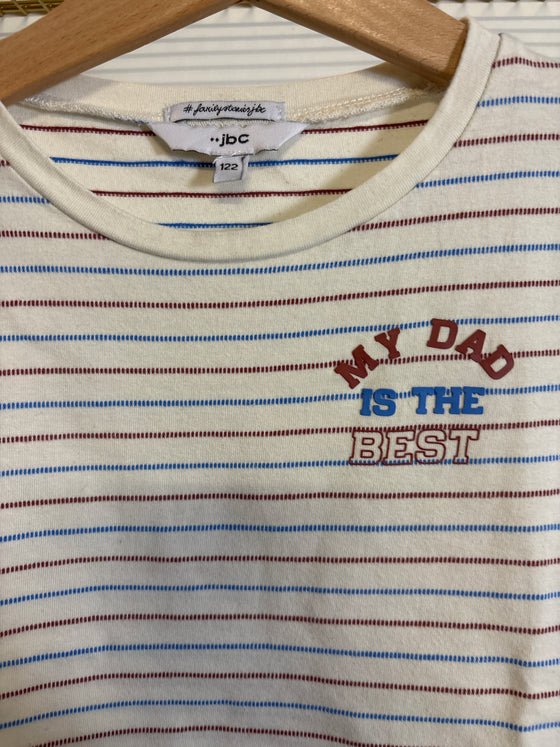 #familystoriesjbc
jbc
122
MY DAD
IS THE
BEST